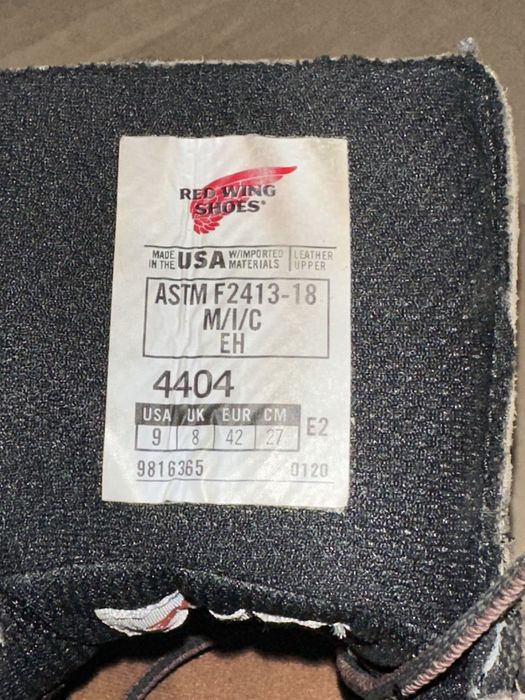 RED WING
SHOES®
MADE IN THE USA W/IMPORTED MATERIALS LEATHER UPPER
ASTM F2413-18
M/I/C
EH
4404
USA UK EUR CM
9 8 42 27 E2
9816365 0120